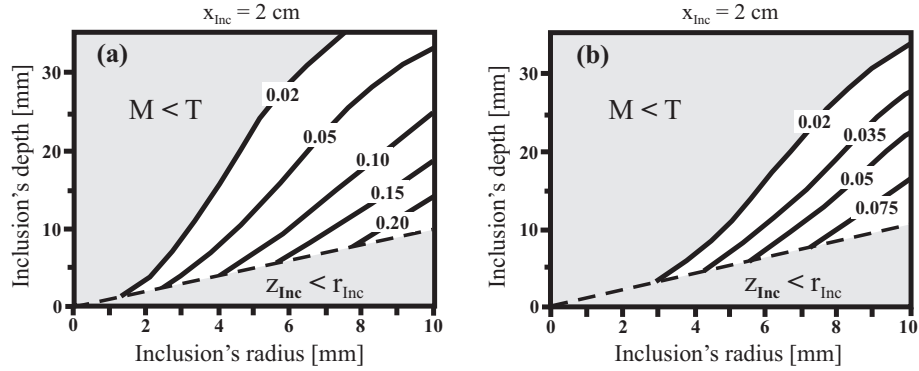 x_Inc = 2 cm
(a)
M < T
0.02
0.05
0.10
0.15
0.20
z_Inc < r_Inc
30
20
10
0
0 2 4 6 8 10
Inclusion's depth [mm]
Inclusion's radius [mm]
x_Inc = 2 cm
(b)
M < T
0.02
0.035
0.05
0.075
z_Inc < r_Inc
30
20
10
0
0 2 4 6 8 10
Inclusion's depth [mm]
Inclusion's radius [mm]